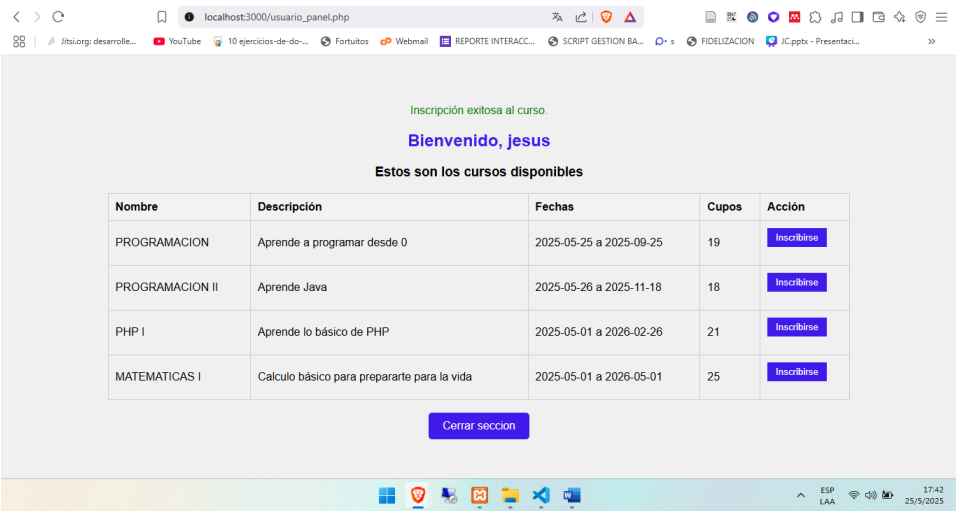 localhost:3000/usuario_panel.php
Jitsi.org: desarrolle... YouTube 10 ejercicios-de-do-... Fortuitos Webmail REPORTE INTERACC... SCRIPT GESTION BA... s FIDELIZACION JC.pptx - Presentaci... »
Inscripción exitosa al curso.
Bienvenido, jesus
Estos son los cursos disponibles
Nombre Descripción Fechas Cupos Acción
PROGRAMACION Aprende a programar desde 0 2025-05-25 a 2025-09-25 19 Inscribirse
PROGRAMACION II Aprende Java 2025-05-26 a 2025-11-18 18 Inscribirse
PHP I Aprende lo básico de PHP 2025-05-01 a 2026-02-26 21 Inscribirse
MATEMATICAS I Calculo básico para prepararte para la vida 2025-05-01 a 2026-05-01 25 Inscribirse
Cerrar seccion
ESP 17:42
LAA 25/5/2025